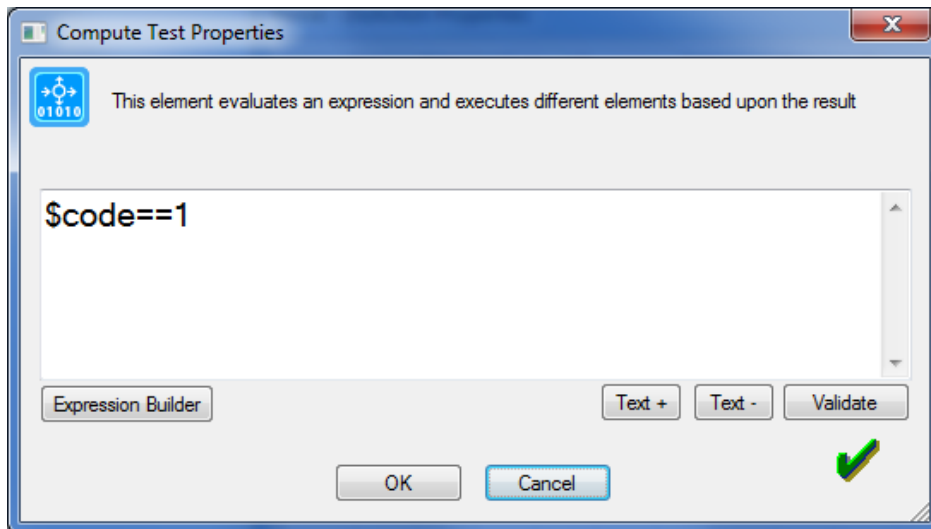 Compute Test Properties
01010
This element evaluates an expression and executes different elements based upon the result
$code==1
Expression Builder
Text +
Text -
Validate
OK
Cancel